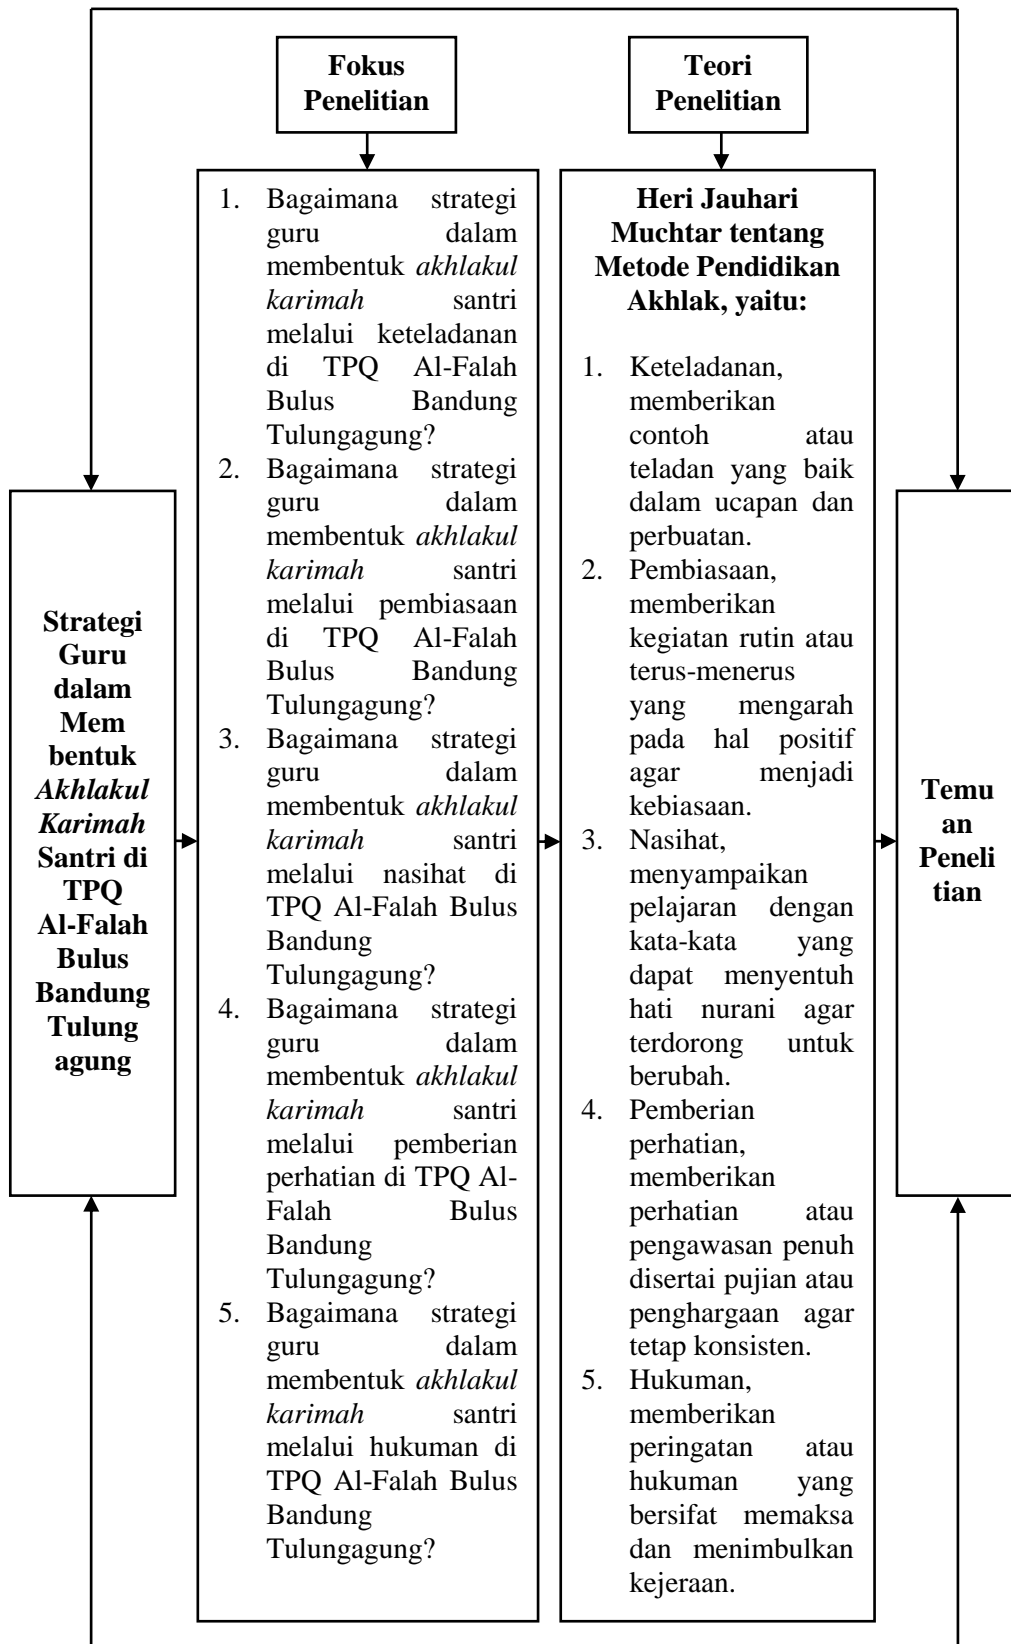 Fokus
Penelitian
Teori
Penelitian
Strategi
Guru
dalam
Mem
bentuk
Akhlakul
Karimah
Santri di
TPQ
Al-Falah
Bulus
Bandung
Tulung
agung
1. Bagaimana strategi
guru dalam
membentuk akhlakul
karimah santri
melalui keteladanan
di TPQ Al-Falah
Bulus Bandung
Tulungagung?
2. Bagaimana strategi
guru dalam
membentuk akhlakul
karimah santri
melalui pembiasaan
di TPQ Al-Falah
Bulus Bandung
Tulungagung?
3. Bagaimana strategi
guru dalam
membentuk akhlakul
karimah santri
melalui nasihat di
TPQ Al-Falah Bulus
Bandung
Tulungagung?
4. Bagaimana strategi
guru dalam
membentuk akhlakul
karimah santri
melalui pemberian
perhatian di TPQ Al-
Falah Bulus
Bandung
Tulungagung?
5. Bagaimana strategi
guru dalam
membentuk akhlakul
karimah santri
melalui hukuman di
TPQ Al-Falah Bulus
Bandung
Tulungagung?
Heri Jauhari
Muchtar tentang
Metode Pendidikan
Akhlak, yaitu:
1. Keteladanan,
memberikan
contoh atau
teladan yang baik
dalam ucapan dan
perbuatan.
2. Pembiasaan,
memberikan
kegiatan rutin atau
terus-menerus
yang mengarah
pada hal positif
agar menjadi
kebiasaan.
3. Nasihat,
menyampaikan
pelajaran dengan
kata-kata yang
dapat menyentuh
hati nurani agar
terdorong untuk
berubah.
4. Pemberian
perhatian,
memberikan
perhatian atau
pengawasan penuh
disertai pujian atau
penghargaan agar
tetap konsisten.
5. Hukuman,
memberikan
peringatan atau
hukuman yang
bersifat memaksa
dan menimbulkan
kejeraan.
Temu
an
Peneli
tian